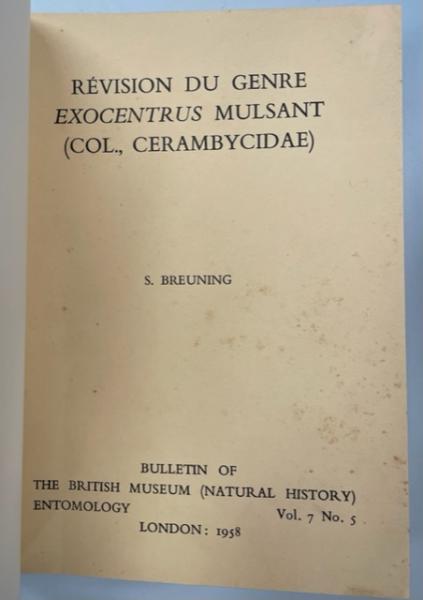 RÉVISION DU GENRE
EXOCENTRUS MULSANT
(COL., CERAMBYCIDAE)
S. BREUNING
BULLETIN OF
THE BRITISH MUSEUM (NATURAL HISTORY)
ENTOMOLOGY Vol. 7 No. 5
LONDON: 1958